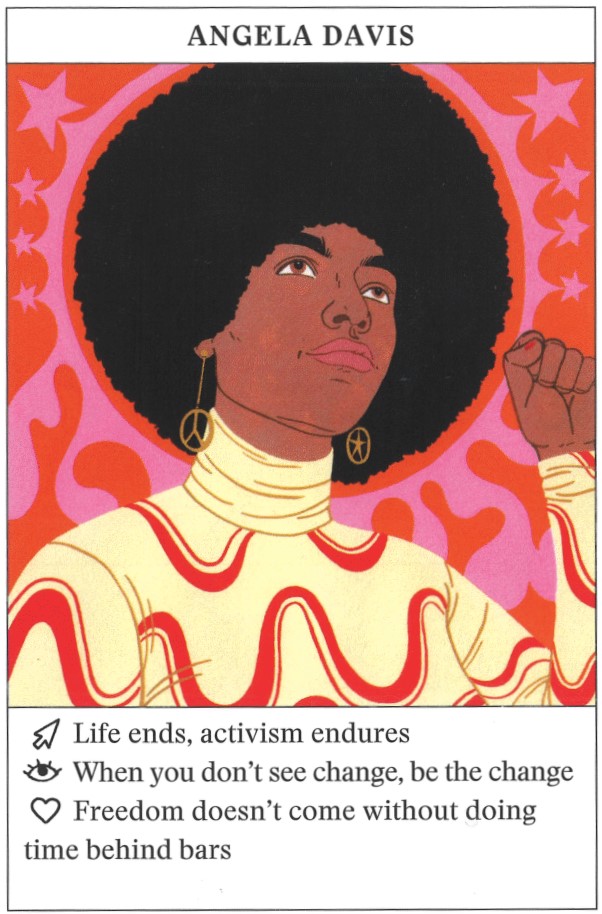 ANGELA DAVIS
Life ends, activism endures
When you don’t see change, be the change
Freedom doesn’t come without doing
time behind bars